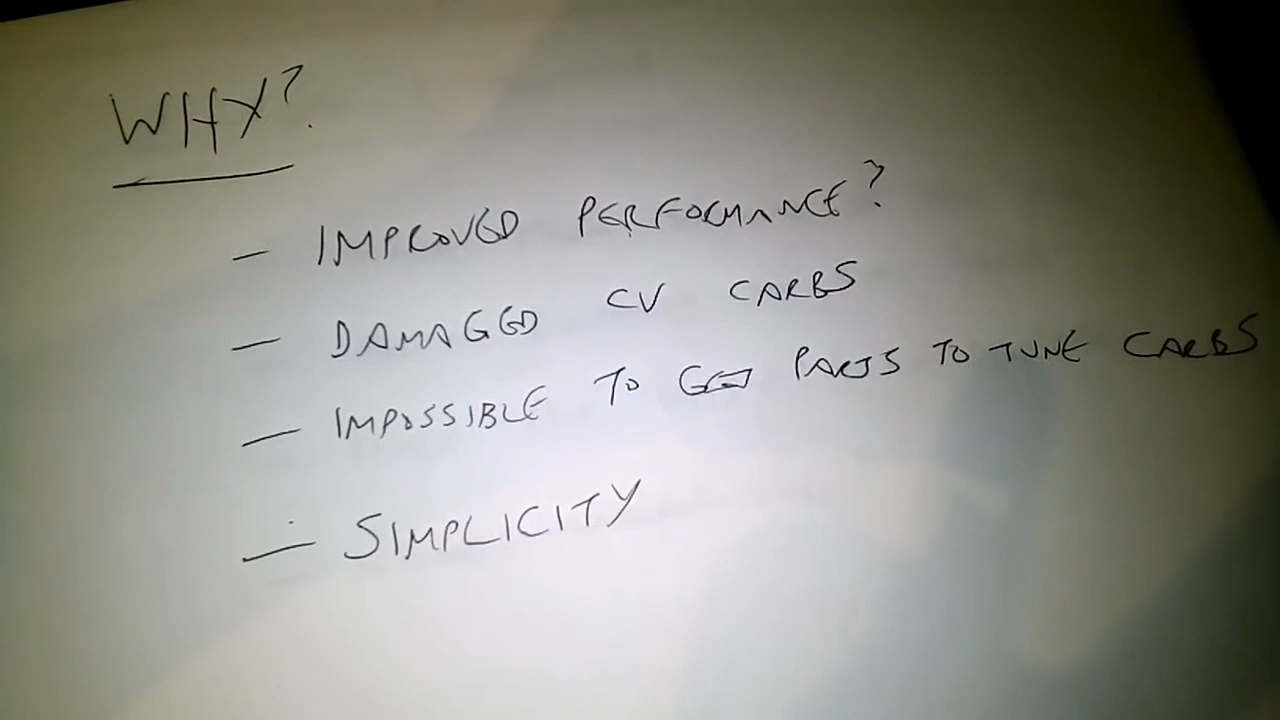 WHY?
- IMPROVED PERFORMANCE?
- DAMAGED CV CARBS
- IMPOSSIBLE TO GET PARTS TO TUNE CARBS
- SIMPLICITY